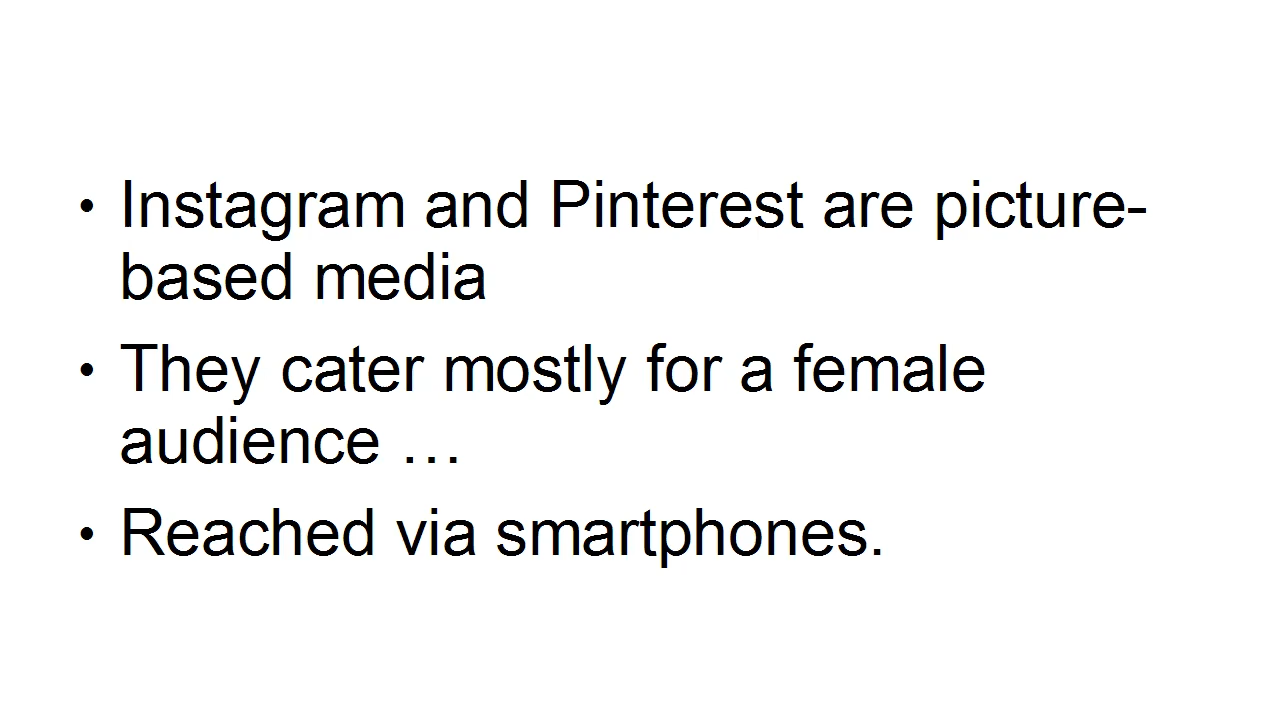 • Instagram and Pinterest are picture-
based media
• They cater mostly for a female
audience …
• Reached via smartphones.